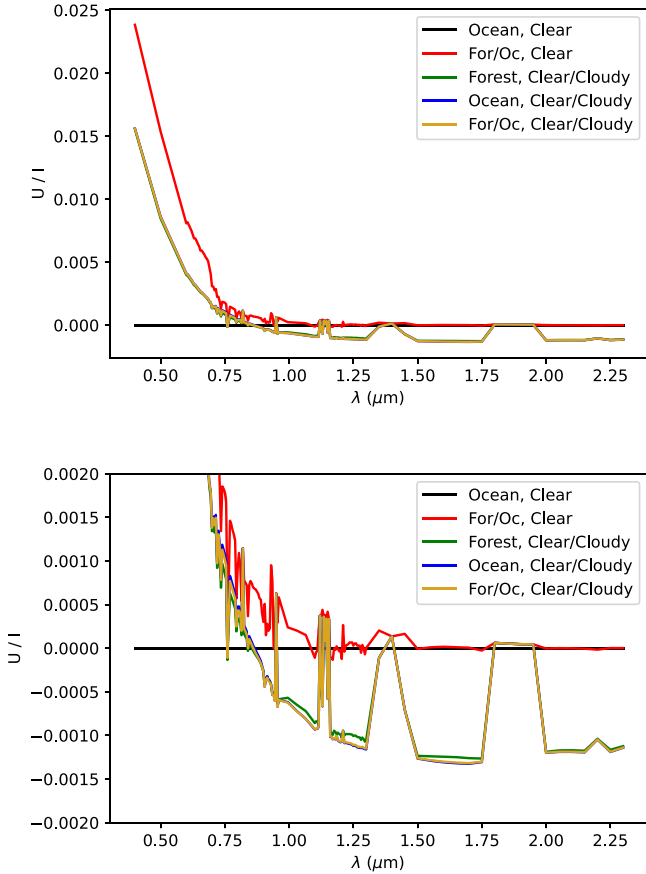 0.025
0.020
0.015
0.010
0.005
0.000
U / I
Ocean, Clear
For/Oc, Clear
Forest, Clear/Cloudy
Ocean, Clear/Cloudy
For/Oc, Clear/Cloudy
0.50 0.75 1.00 1.25 1.50 1.75 2.00 2.25
λ (μm)
0.0020
0.0015
0.0010
0.0005
0.0000
−0.0005
−0.0010
−0.0015
−0.0020
U / I
Ocean, Clear
For/Oc, Clear
Forest, Clear/Cloudy
Ocean, Clear/Cloudy
For/Oc, Clear/Cloudy
0.50 0.75 1.00 1.25 1.50 1.75 2.00 2.25
λ (μm)